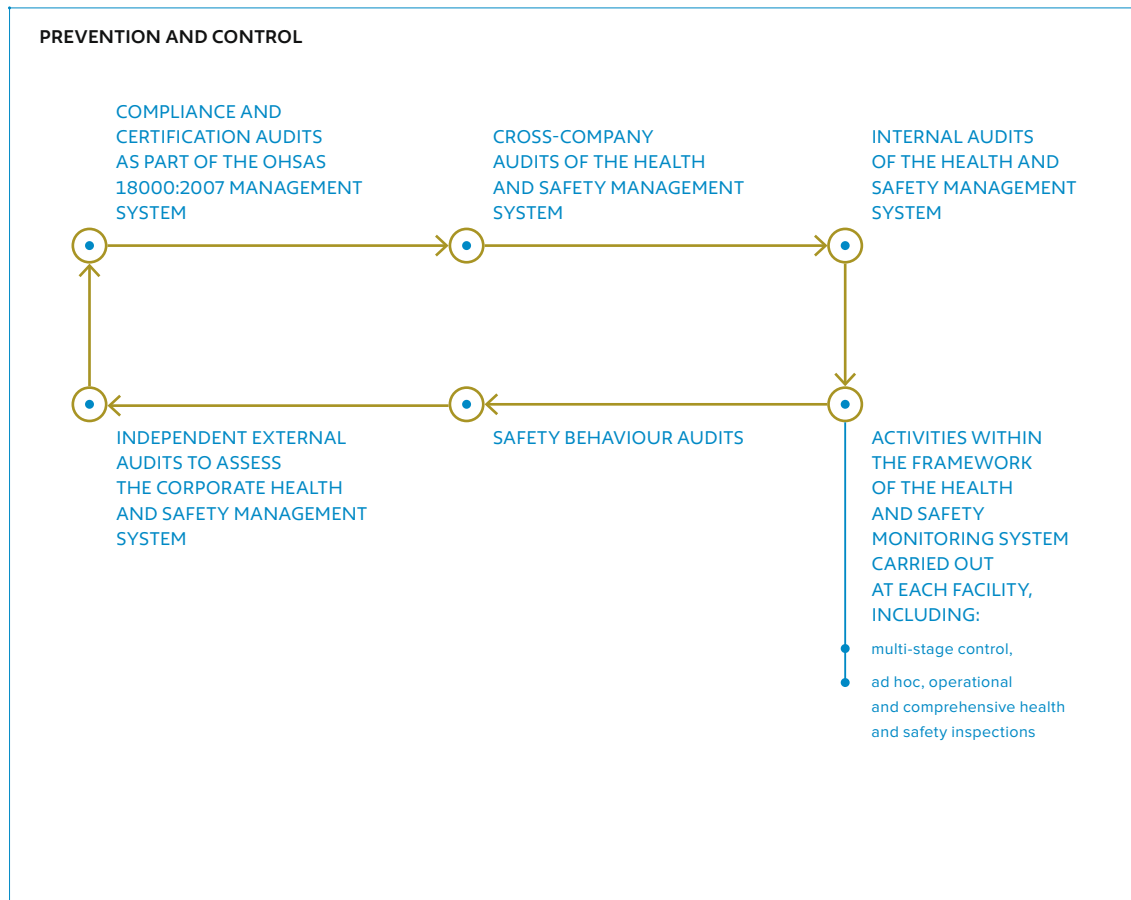 PREVENTION AND CONTROL
COMPLIANCE AND
CERTIFICATION AUDITS
AS PART OF THE OHSAS
18000:2007 MANAGEMENT
SYSTEM
CROSS-COMPANY
AUDITS OF THE HEALTH
AND SAFETY MANAGEMENT
SYSTEM
INTERNAL AUDITS
OF THE HEALTH AND
SAFETY MANAGEMENT
SYSTEM
INDEPENDENT EXTERNAL
AUDITS TO ASSESS
THE CORPORATE HEALTH
AND SAFETY MANAGEMENT
SYSTEM
SAFETY BEHAVIOUR AUDITS
ACTIVITIES WITHIN
THE FRAMEWORK
OF THE HEALTH
AND SAFETY
MONITORING SYSTEM
CARRIED OUT
AT EACH FACILITY,
INCLUDING:
multi-stage control,
ad hoc, operational
and comprehensive health
and safety inspections